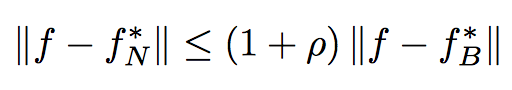 ‖f − f*_N‖ ≤ (1 + ρ) ‖f − f*_B‖